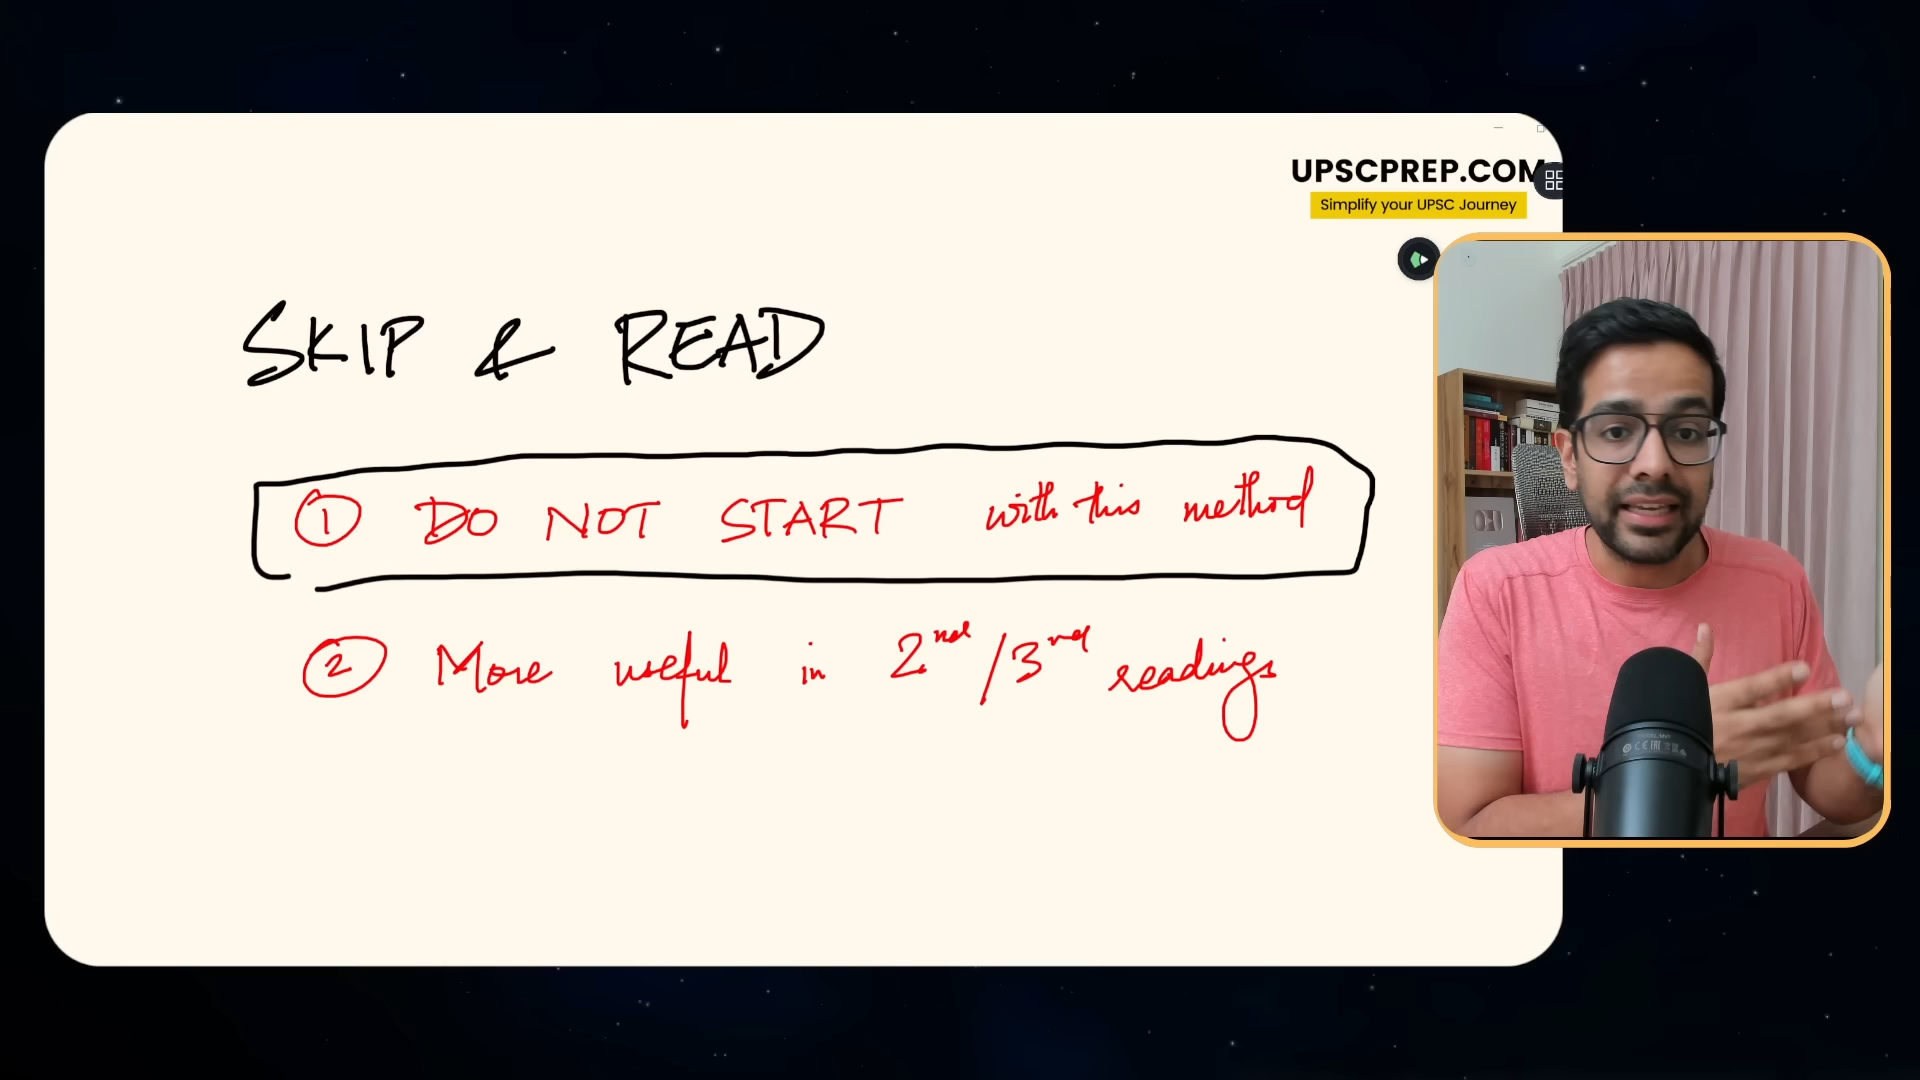 UPSCPREP.COM
Simplify your UPSC Journey
SKIP & READ
① DO NOT START with this method
② More useful in 2nd/3rd readings